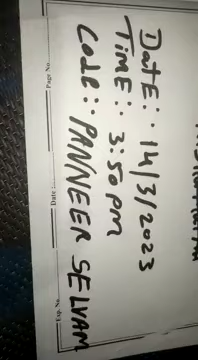 DATE: 14/3/2023
TIME: 3:50 pm
Code: PANNEER SELVAM
Page No.
Date
Exp. No.